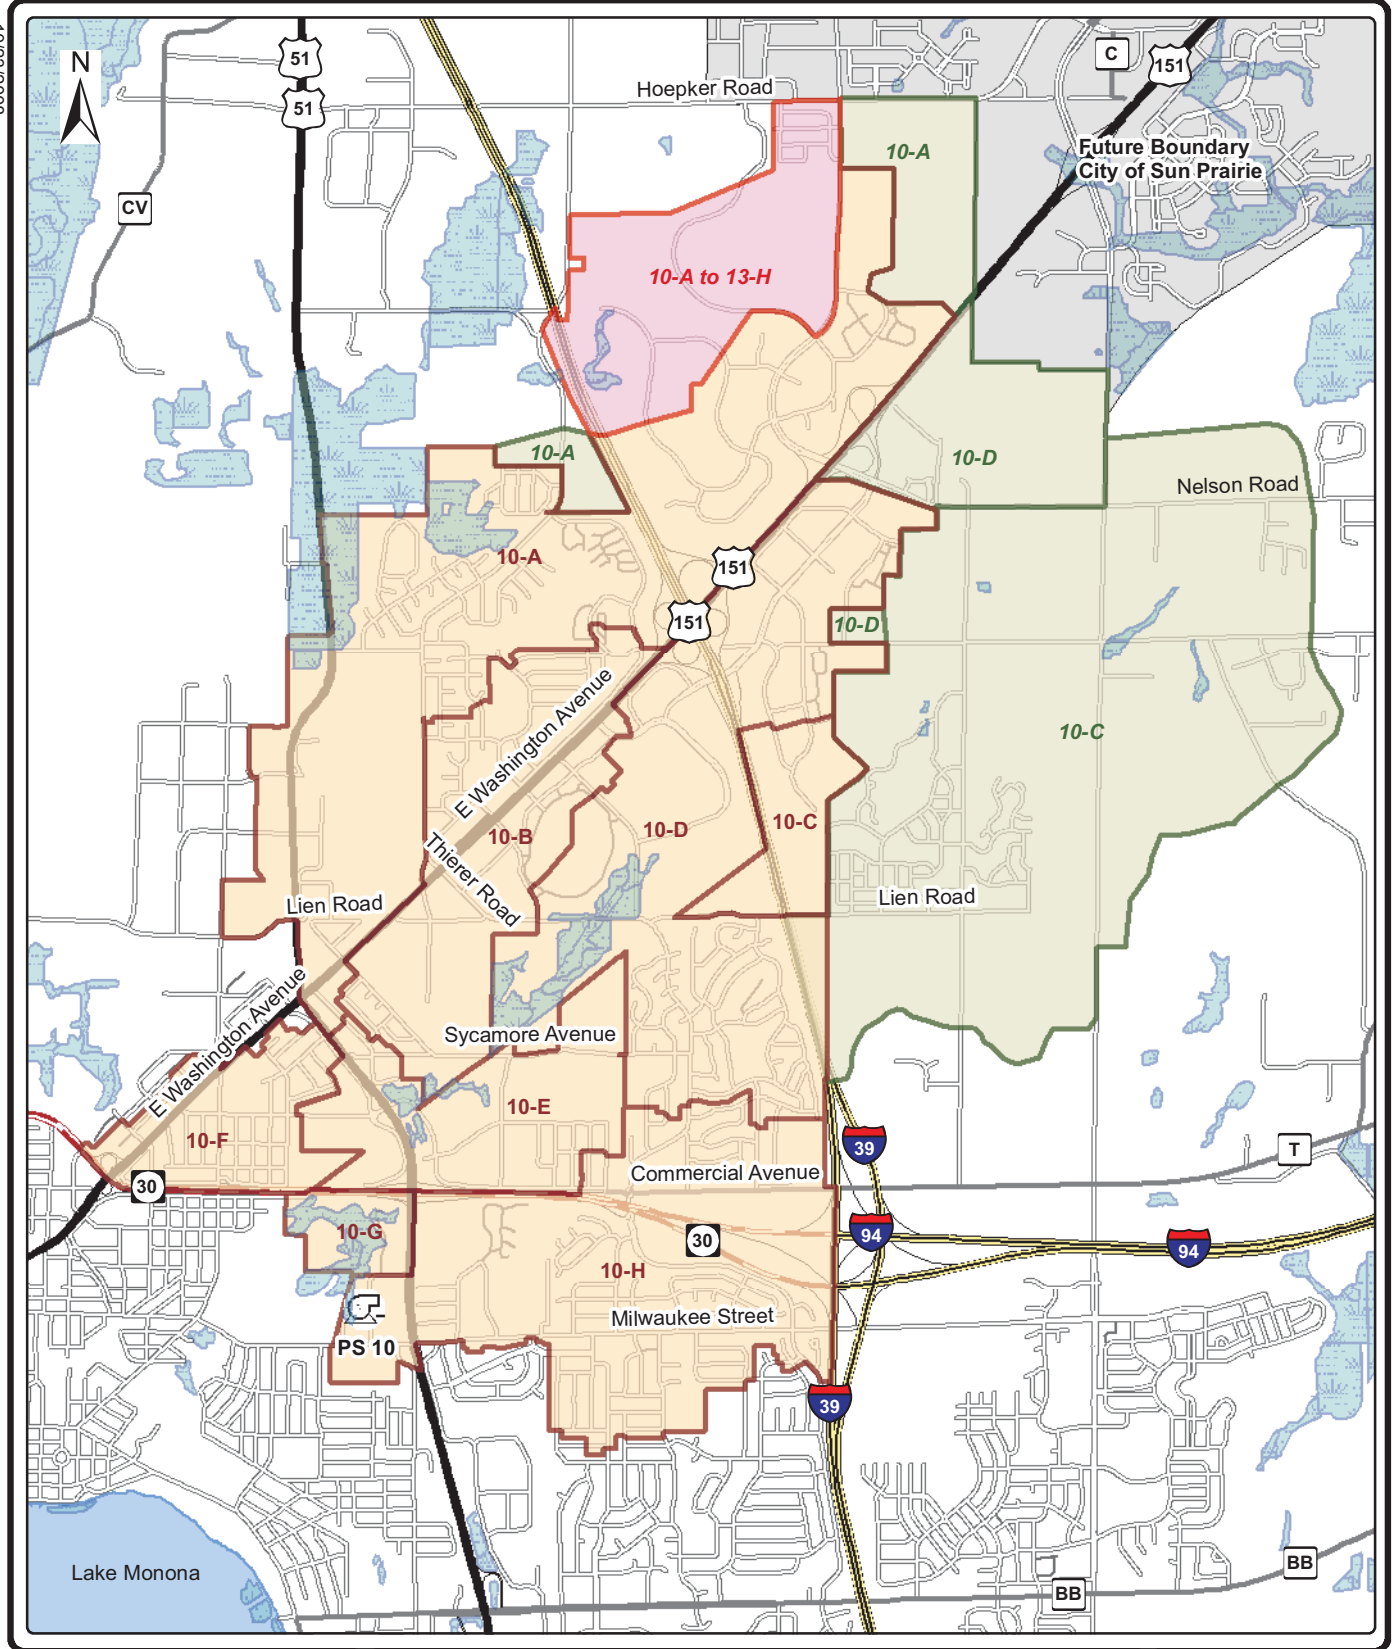 Hoepker Road
C
151
51
51
N
Future Boundary
City of Sun Prairie
10-A
CV
10-A to 13-H
10-A
10-D
Nelson Road
10-A
151
151
10-D
E Washington Avenue
10-C
10-C
10-D
10-B
Thierer Road
Lien Road
Lien Road
E Washington Avenue
Sycamore Avenue
10-E
10-F
39
T
Commercial Avenue
30
10-G
30
94
94
10-H
Milwaukee Street
PS 10
39
Lake Monona
BB
BB